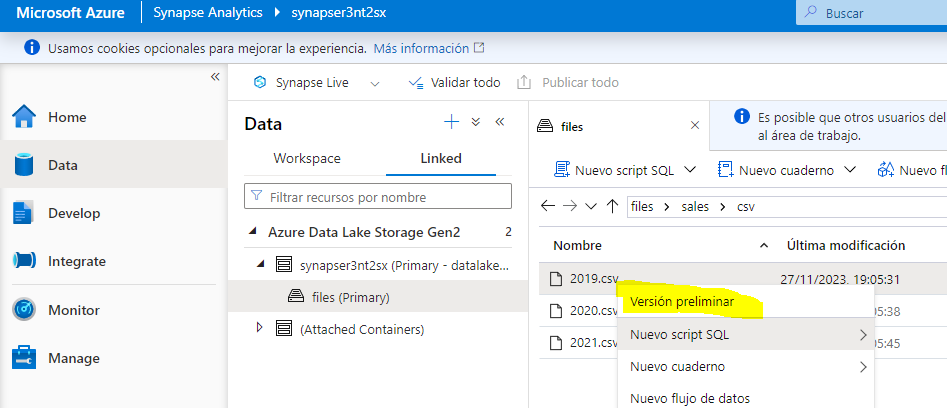 Microsoft Azure Synapse Analytics synapser3nt2sx Buscar
Usamos cookies opcionales para mejorar la experiencia. Más información
Synapse Live Validar todo Publicar todo
Home
Data
Develop
Integrate
Monitor
Manage
Data
Workspace Linked
Filtrar recursos por nombre
Azure Data Lake Storage Gen2 2
synapser3nt2sx (Primary - datalake...
files (Primary)
(Attached Containers)
files
Es posible que otros usuarios del
al área de trabajo.
Nuevo script SQL Nuevo cuaderno Nuevo fl
files sales csv
Nombre Última modificación
2019.csv 27/11/2023, 19:05:31
2020.csv 05:38
2021.csv 05:45
Versión preliminar
Nuevo script SQL
Nuevo cuaderno
Nuevo flujo de datos